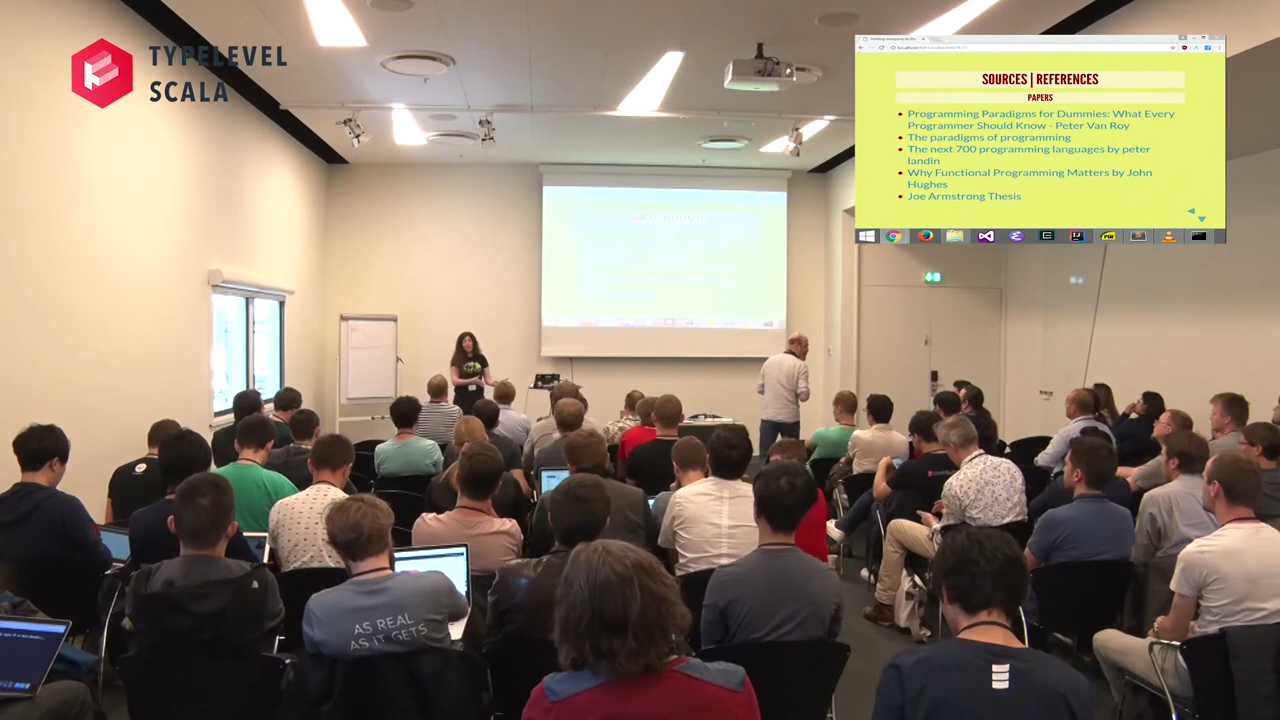 TYPELEVEL
SCALA
SOURCES | REFERENCES
PAPERS
Programming Paradigms for Dummies: What Every
Programmer Should Know - Peter Van Roy
The paradigms of programming
The next 700 programming languages by peter
landin
Why Functional Programming Matters by John
Hughes
Joe Armstrong Thesis
SOURCES | REFERENCES
AS REAL
AS IT GETS